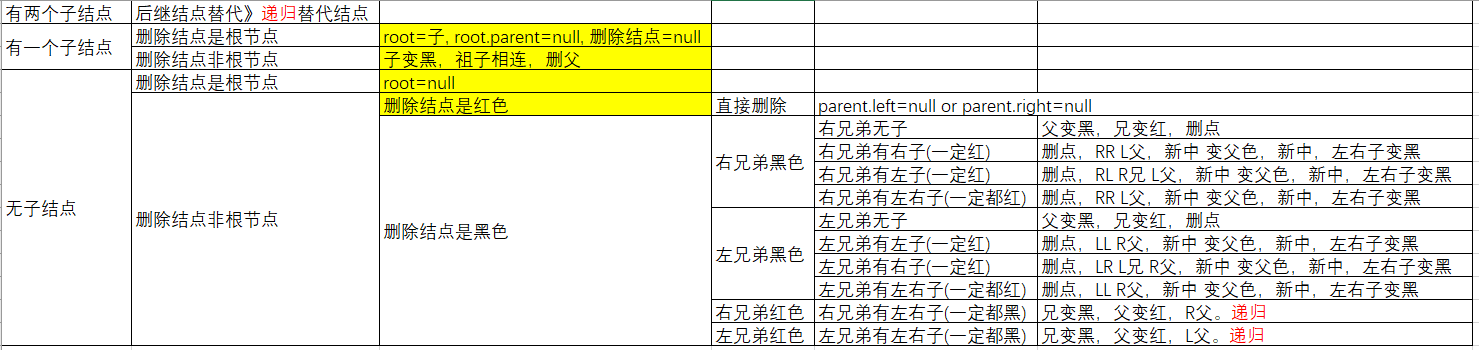 有两个子结点 后继结点替代》递归替代结点
有一个子结点 删除结点是根节点 root=子, root.parent=null, 删除结点=null
删除结点非根节点 子变黑，祖子相连，删父
无子结点 删除结点是根节点 root=null
删除结点非根节点 删除结点是红色 直接删除 parent.left=null or parent.right=null
删除结点是黑色 右兄弟黑色 右兄弟无子 父变黑，兄变红，删点
右兄弟有右子(一定红) 删点，RR L父，新中 变父色，新中，左右子变黑
右兄弟有左子(一定红) 删点，RL R兄 L父，新中 变父色，新中，左右子变黑
右兄弟有左右子(一定都红) 删点，RR L父，新中 变父色，新中，左右子变黑
左兄弟黑色 左兄弟无子 父变黑，兄变红，删点
左兄弟有左子(一定红) 删点，LL R父，新中 变父色，新中，左右子变黑
左兄弟有右子(一定红) 删点，LR L兄 R父，新中 变父色，新中，左右子变黑
左兄弟有左右子(一定都红) 删点，LL R父，新中 变父色，新中，左右子变黑
右兄弟红色 右兄弟有左右子(一定都黑) 兄变黑，父变红，R父。递归
左兄弟红色 左兄弟有左右子(一定都黑) 兄变黑，父变红，L父。递归